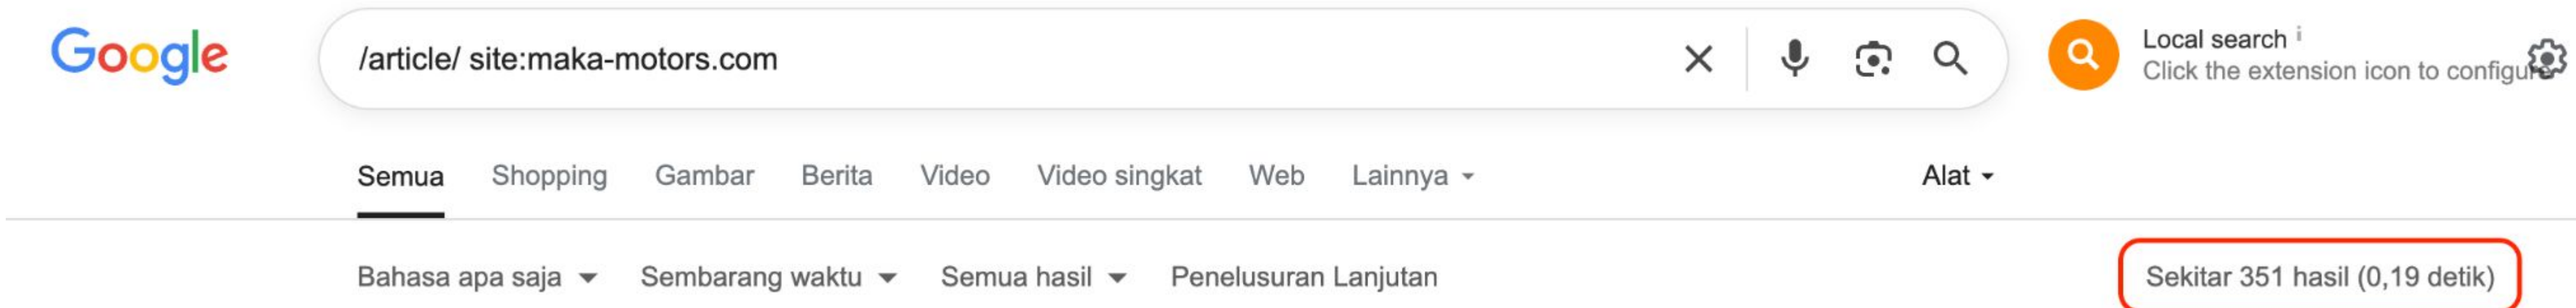 Google
/article/ site:maka-motors.com
Local search i
Click the extension icon to configure
Semua Shopping Gambar Berita Video Video singkat Web Lainnya Alat
Bahasa apa saja Sembarang waktu Semua hasil Penelusuran Lanjutan Sekitar 351 hasil (0,19 detik)